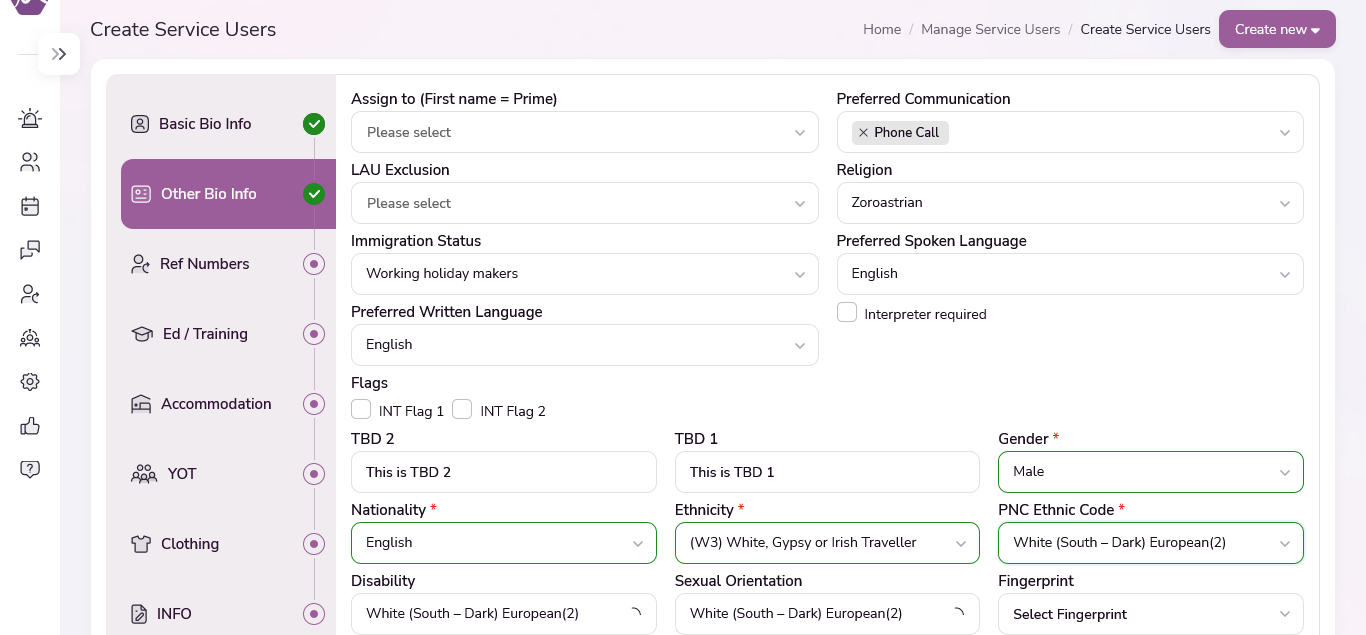 Create Service Users
Home / Manage Service Users / Create Service Users
Create new
Basic Bio Info
Other Bio Info
Ref Numbers
Ed / Training
Accommodation
YOT
Clothing
INFO
Assign to (First name = Prime)
Please select
Preferred Communication
× Phone Call
LAU Exclusion
Please select
Religion
Zoroastrian
Immigration Status
Working holiday makers
Preferred Spoken Language
English
Preferred Written Language
English
Interpreter required
Flags
INT Flag 1
INT Flag 2
TBD 2
This is TBD 2
TBD 1
This is TBD 1
Gender *
Male
Nationality *
English
Ethnicity *
(W3) White, Gypsy or Irish Traveller
PNC Ethnic Code *
White (South – Dark) European(2)
Disability
White (South – Dark) European(2)
Sexual Orientation
White (South – Dark) European(2)
Fingerprint
Select Fingerprint